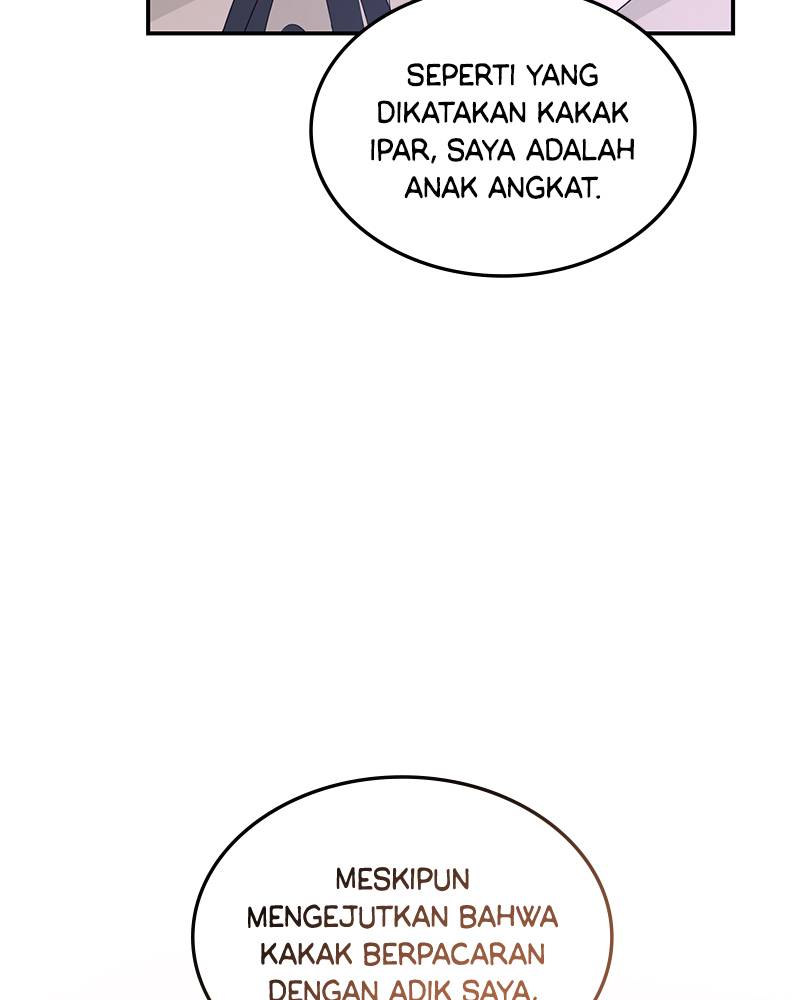 SEPERTI YANG
DIKATAKAN KAKAK
IPAR, SAYA ADALAH
ANAK ANGKAT.
MESKIPUN
MENGEJUTKAN BAHWA
KAKAK BERPACARAN
DENGAN ADIK SAYA,